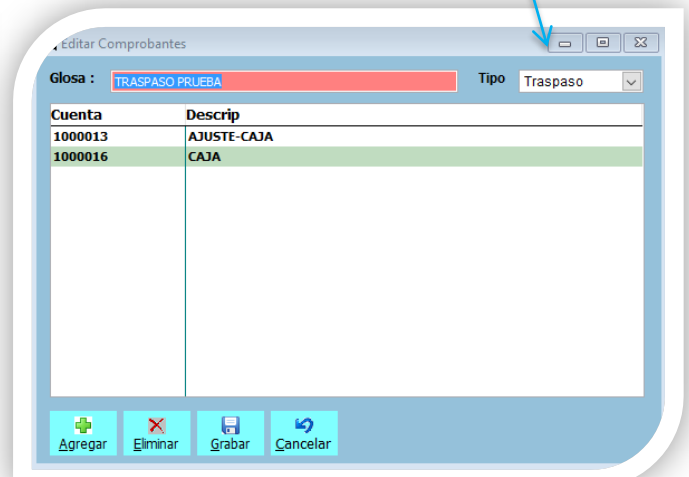 Editar Comprobantes
Glosa : TRASPASO PRUEBA Tipo Traspaso
Cuenta Descrip
1000013 AJUSTE-CAJA
1000016 CAJA
Agregar Eliminar Grabar Cancelar